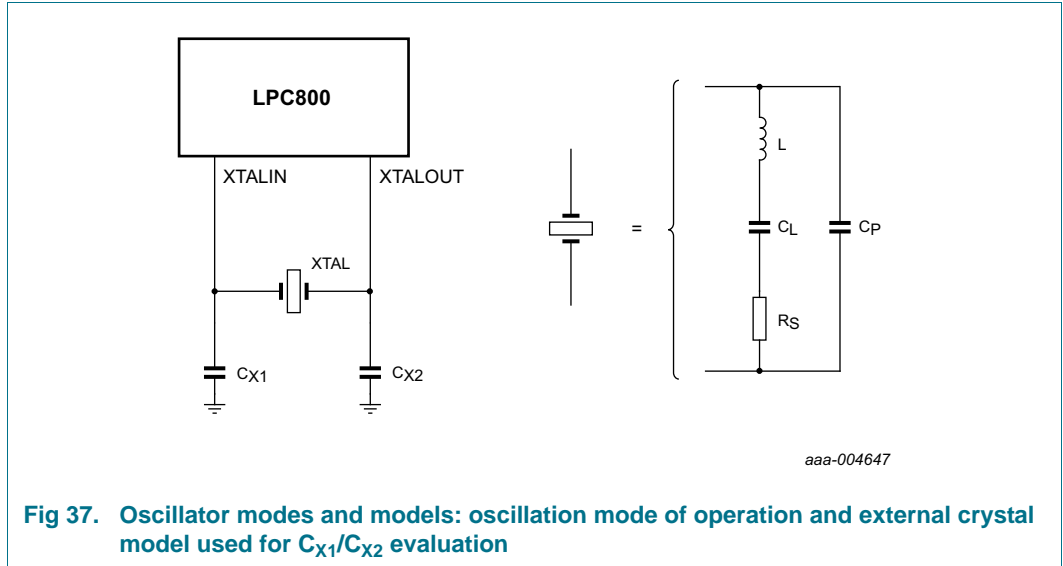 LPC800
XTALIN XTALOUT
XTAL
CX1 CX2
=
L
CL CP
RS
aaa-004647
Fig 37. Oscillator modes and models: oscillation mode of operation and external crystal
model used for CX1/CX2 evaluation